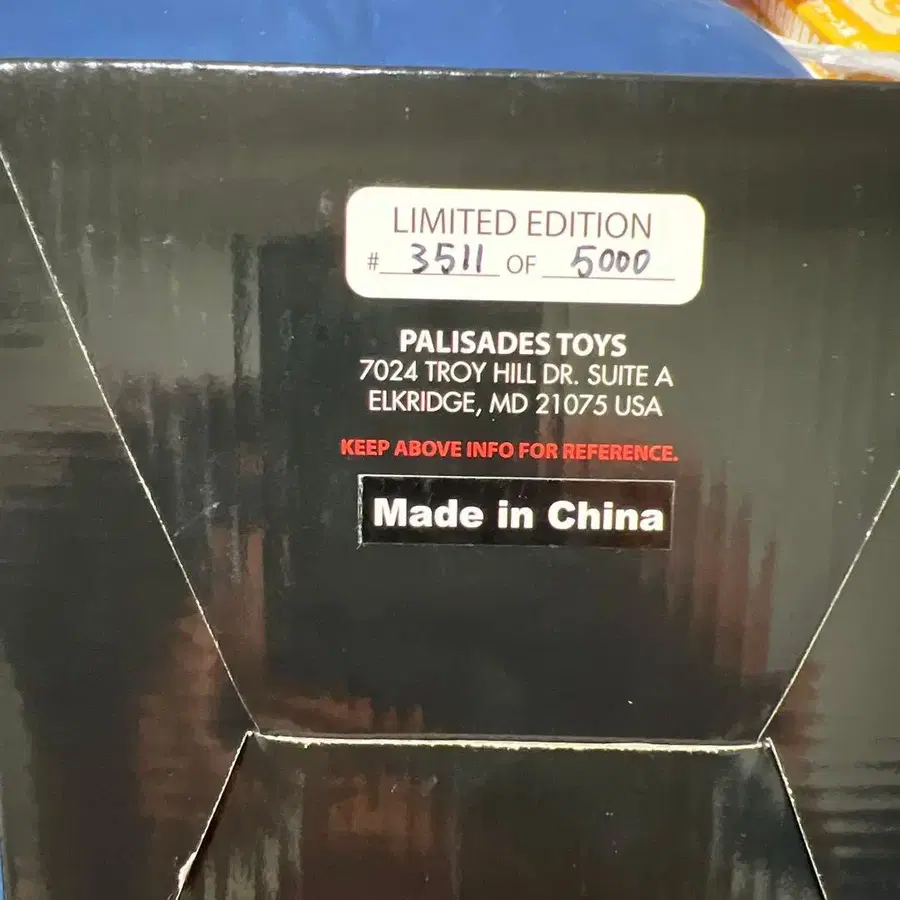 LIMITED EDITION
# 3511 OF 5000
PALISADES TOYS
7024 TROY HILL DR. SUITE A
ELKRIDGE, MD 21075 USA
KEEP ABOVE INFO FOR REFERENCE.
Made in China